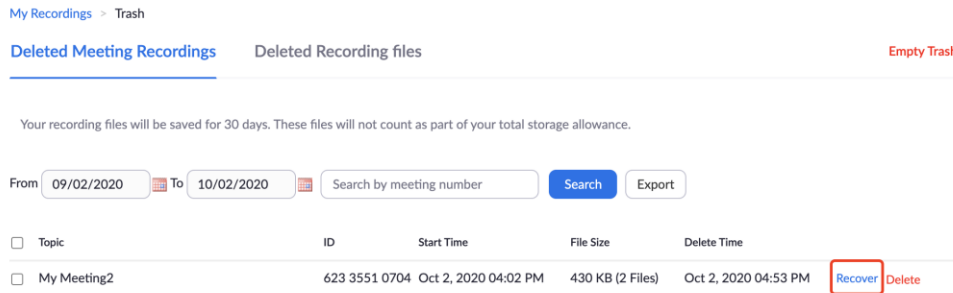 My Recordings > Trash
Deleted Meeting Recordings Deleted Recording files Empty Trash
Your recording files will be saved for 30 days. These files will not count as part of your total storage allowance.
From 09/02/2020 To 10/02/2020 Search by meeting number Search Export
Topic ID Start Time File Size Delete Time
My Meeting2 623 3551 0704 Oct 2, 2020 04:02 PM 430 KB (2 Files) Oct 2, 2020 04:53 PM Recover Delete